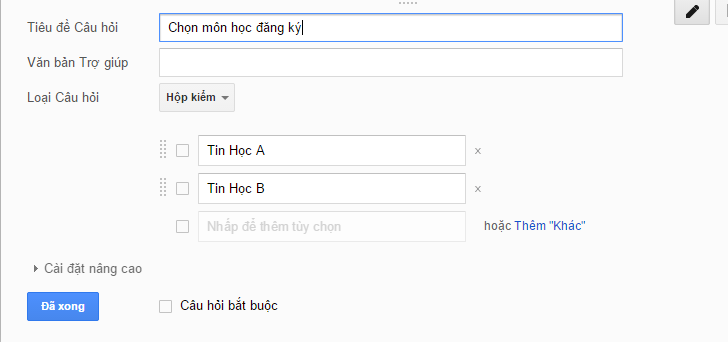 Tiêu đề Câu hỏi Chọn môn học đăng ký
Văn bản Trợ giúp
Loại Câu hỏi Hộp kiểm
Tin Học A x
Tin Học B x
Nhấp để thêm tùy chọn hoặc Thêm "Khác"
Cài đặt nâng cao
Đã xong Câu hỏi bắt buộc